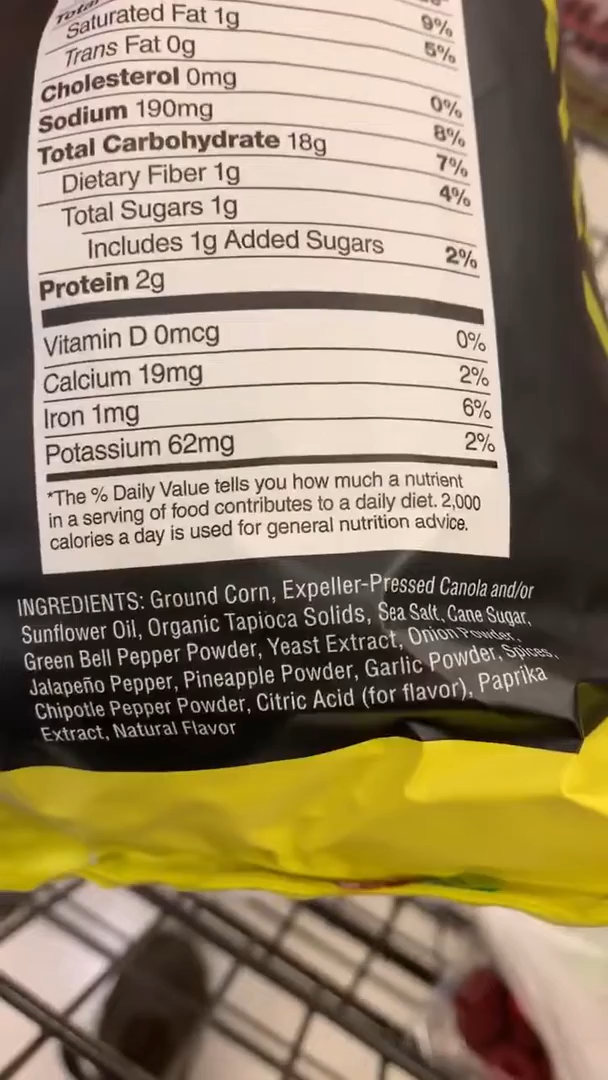 Total
Saturated Fat 1g 9%
Trans Fat 0g 5%
Cholesterol 0mg
Sodium 190mg 0%
Total Carbohydrate 18g 8%
Dietary Fiber 1g 7%
Total Sugars 1g 4%
Includes 1g Added Sugars
Protein 2g 2%
Vitamin D 0mcg 0%
Calcium 19mg 2%
Iron 1mg 6%
Potassium 62mg 2%
*The % Daily Value tells you how much a nutrient
in a serving of food contributes to a daily diet. 2,000
calories a day is used for general nutrition advice.
INGREDIENTS: Ground Corn, Expeller-Pressed Canola and/or
Sunflower Oil, Organic Tapioca Solids, Sea Salt, Cane Sugar,
Green Bell Pepper Powder, Yeast Extract, Onion Powder,
Jalapeño Pepper, Pineapple Powder, Garlic Powder, Spices,
Chipotle Pepper Powder, Citric Acid (for flavor), Paprika
Extract, Natural Flavor